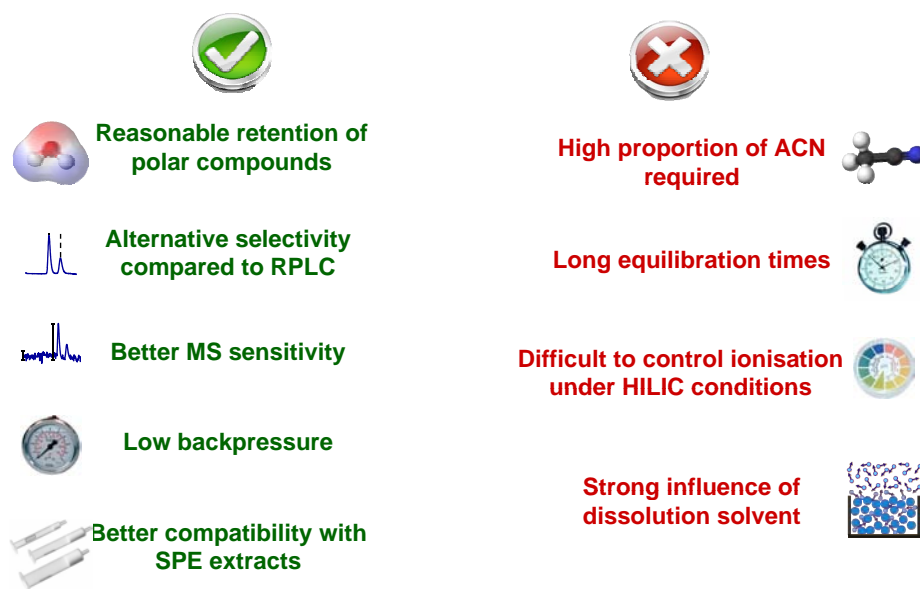 Reasonable retention of
polar compounds
Alternative selectivity
compared to RPLC
Better MS sensitivity
Low backpressure
Better compatibility with
SPE extracts
High proportion of ACN
required
Long equilibration times
Difficult to control ionisation
under HILIC conditions
Strong influence of
dissolution solvent